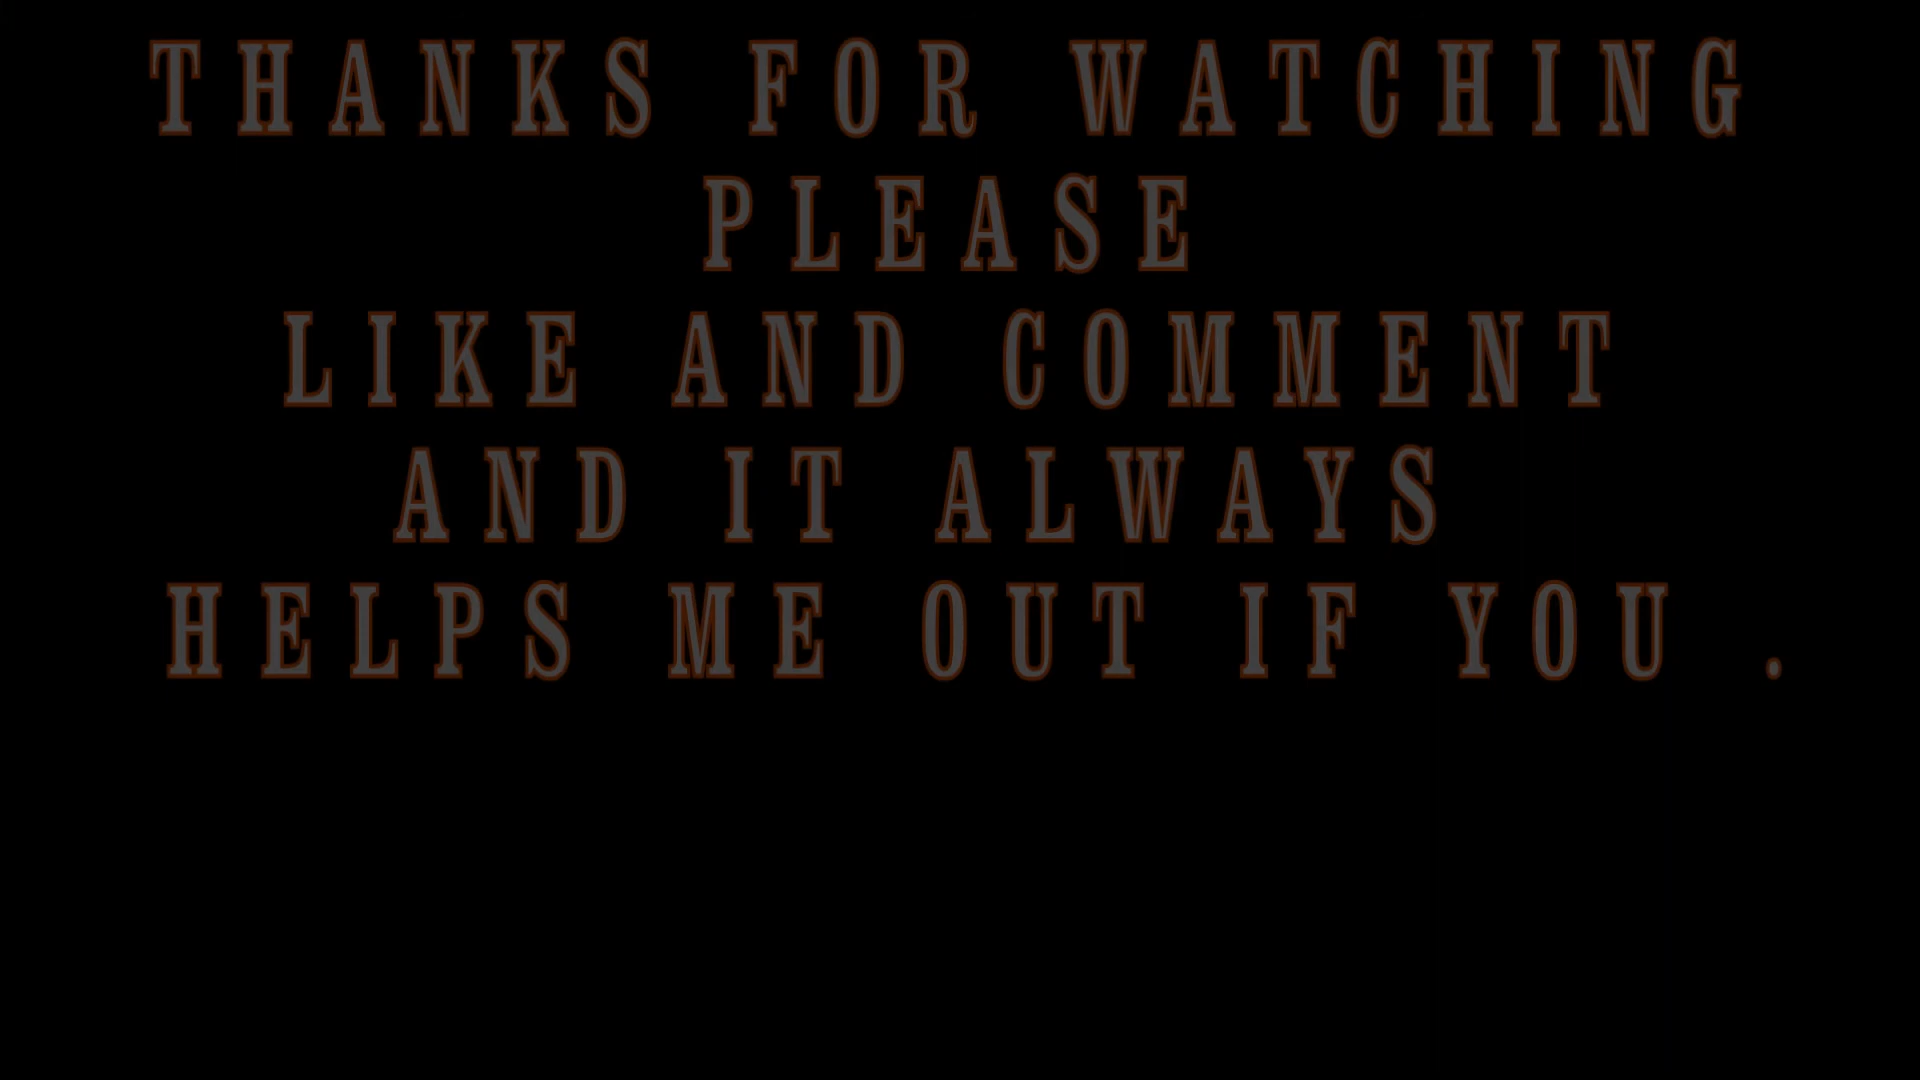 THANKS FOR WATCHING
PLEASE
LIKE AND COMMENT
AND IT ALWAYS
HELPS ME OUT IF YOU .